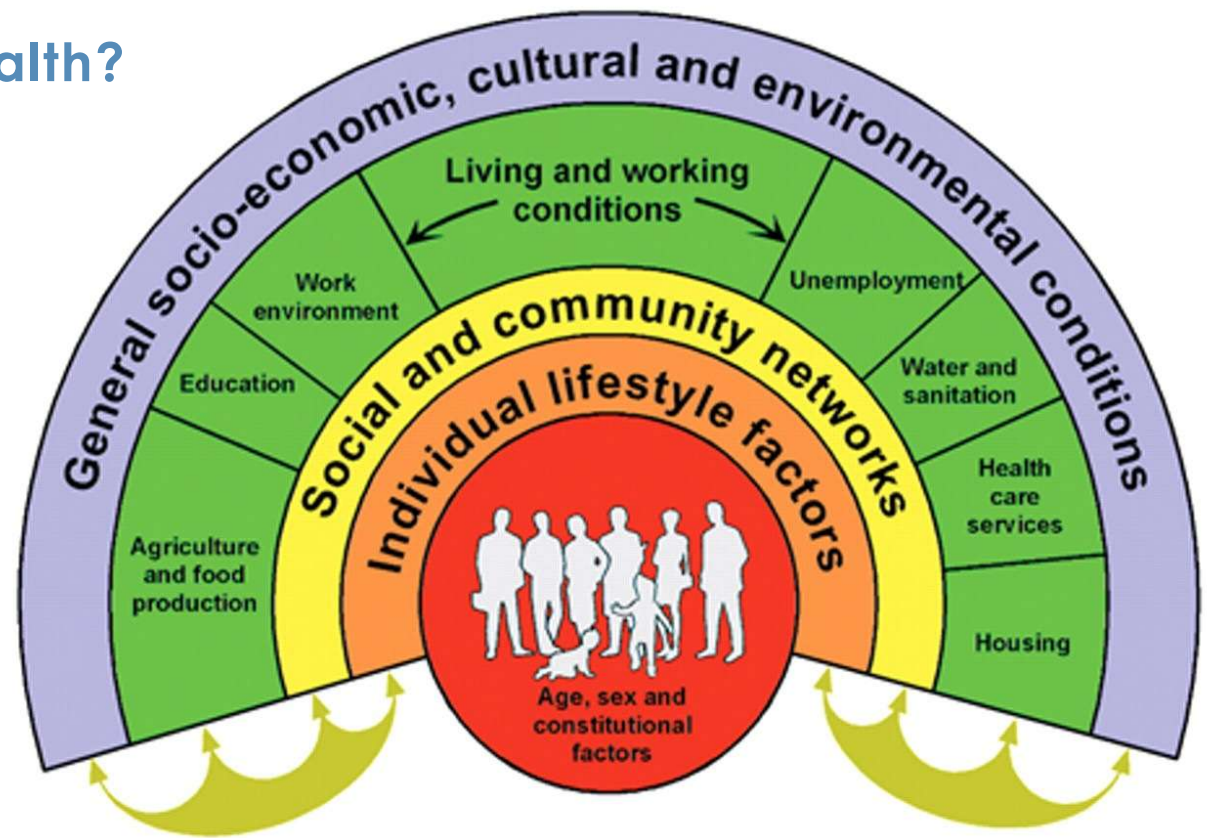 alth?
General socio-economic, cultural and environmental conditions
Living and working
conditions
Work
environment
Unemployment
Education
Water and
sanitation
Agriculture
and food
production
Health
care
services
Housing
Social and community networks
Individual lifestyle factors
Age, sex and
constitutional
factors